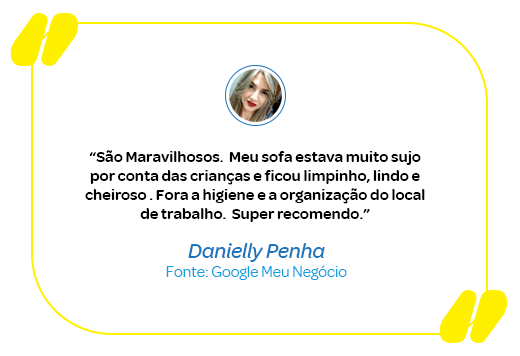 “São Maravilhosos.  Meu sofa estava muito sujo
por conta das crianças e ficou limpinho, lindo e
cheiroso . Fora a higiene e a organização do local
de trabalho.  Super recomendo.”
Danielly Penha
Fonte: Google Meu Negócio